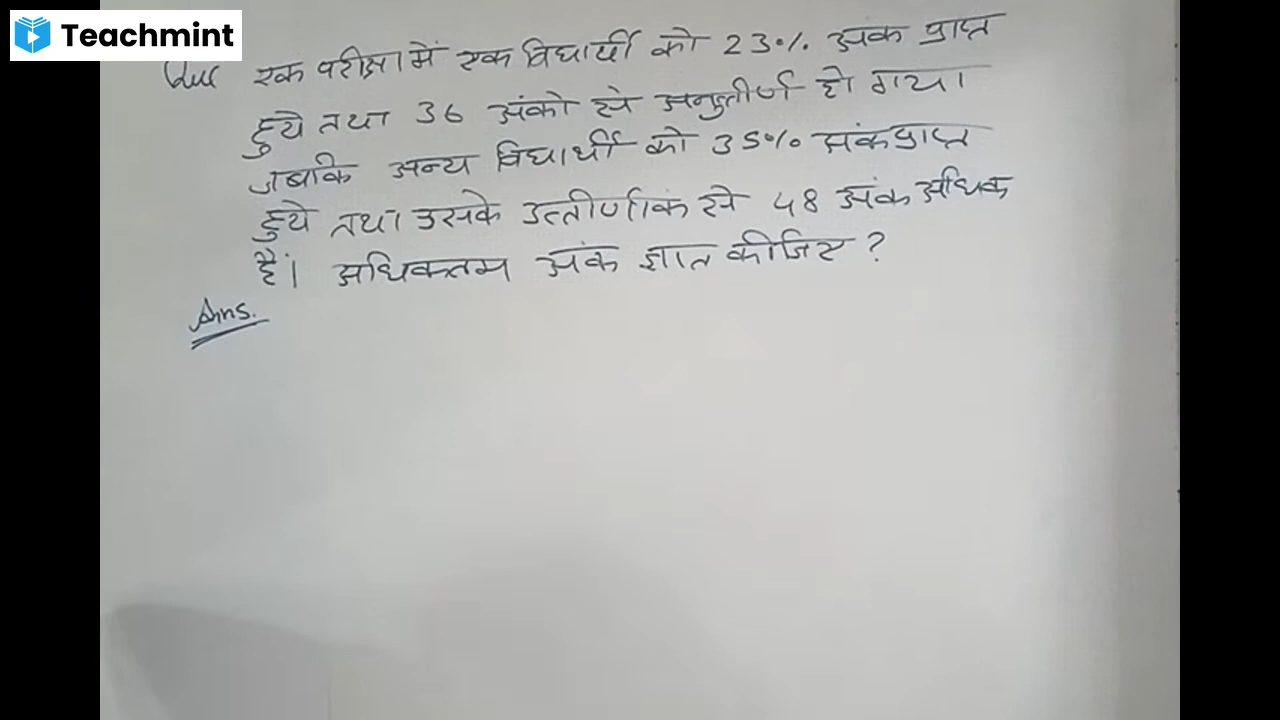 Teachmint
Que एक परीक्षा में एक विद्यार्थी को 23% अंक प्राप्त
हुये तथा 36 अंको से अनुत्तीर्ण हो गया।
जबकि अन्य विद्यार्थी को 35% अंक प्राप्त
हुये तथा उसके उत्तीर्णांक से 48 अंक अधिक
हैं। अधिकतम अंक ज्ञात कीजिए ?
Ans.